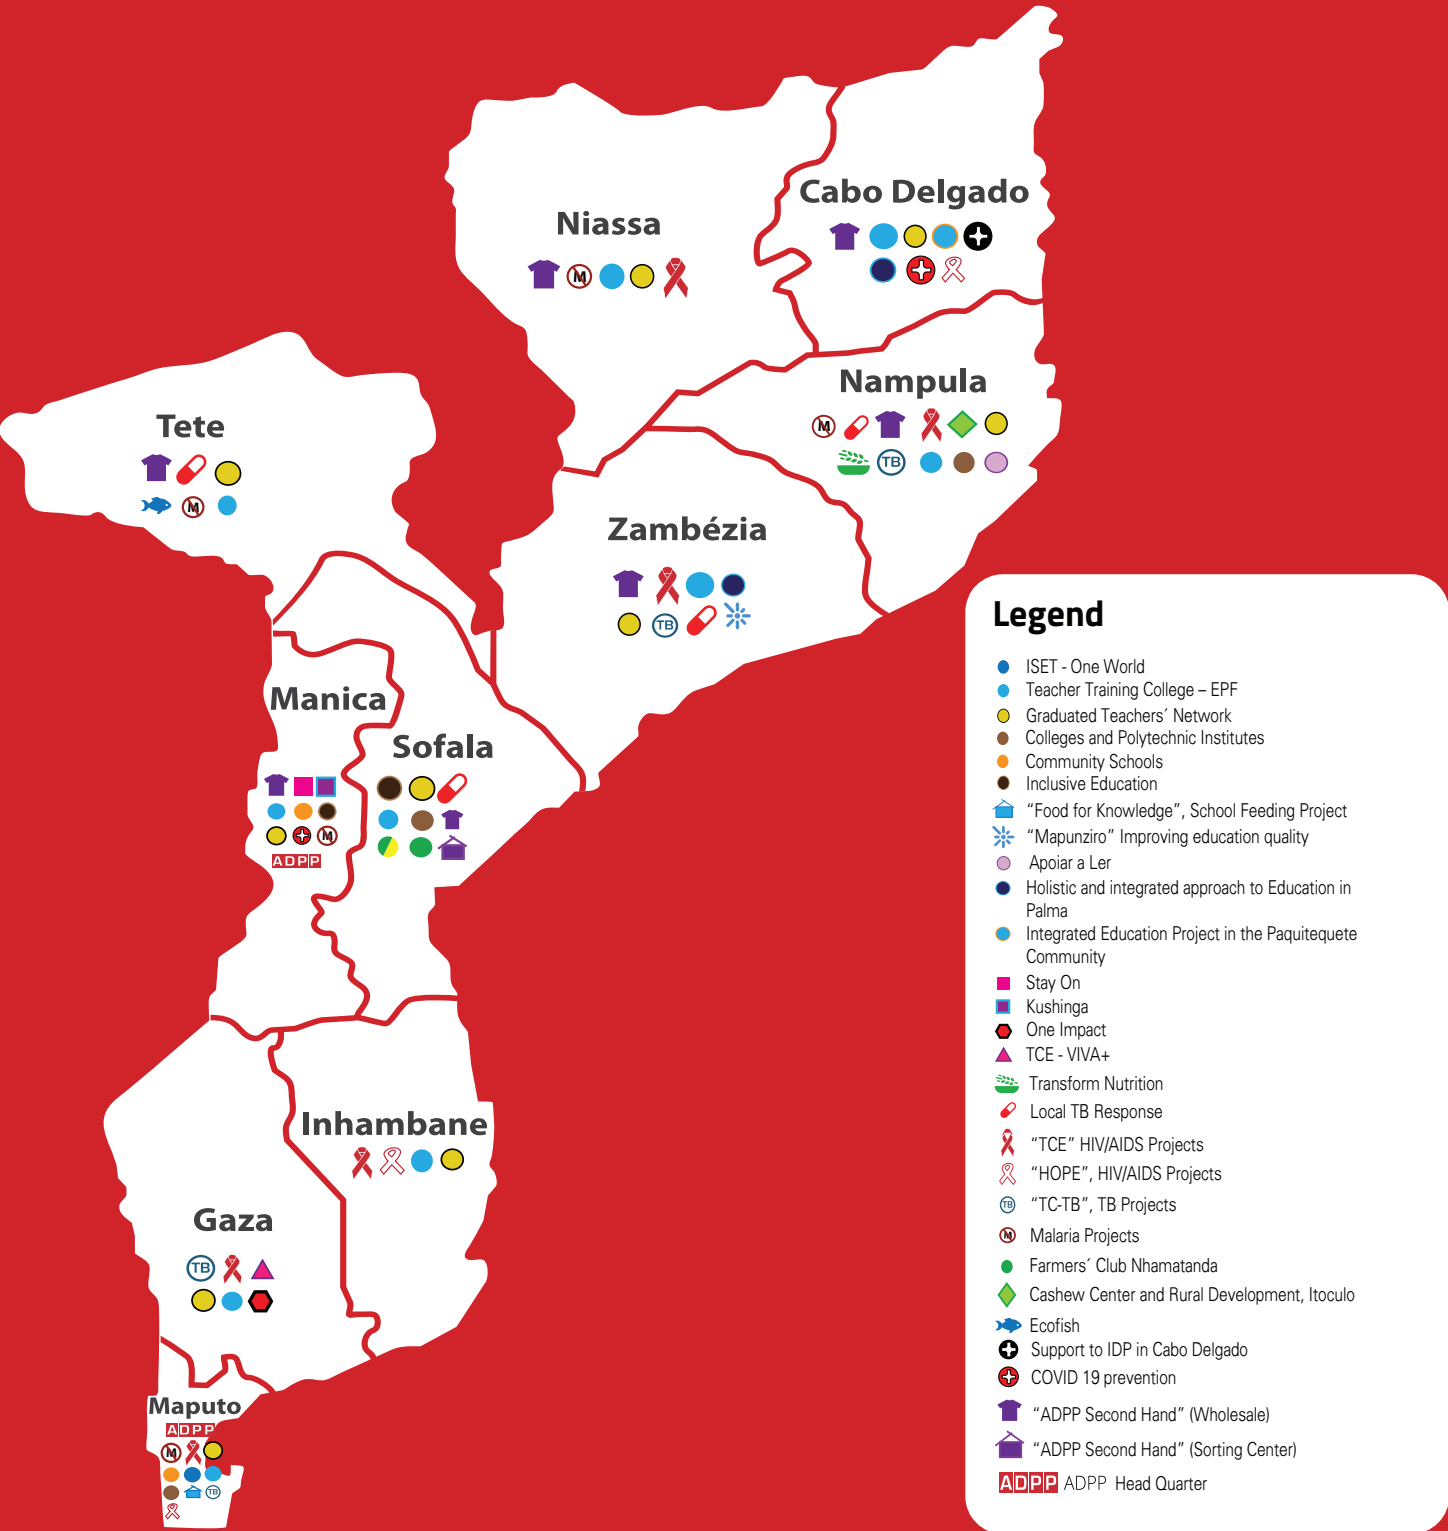 Cabo Delgado
Niassa
Nampula
M
M
TB
Tete
M
Zambézia
TB
Manica
Sofala
M
ADPP
Inhambane
Gaza
TB
Maputo
ADPP
M
TB
Legend
ISET - One World
Teacher Training College – EPF
Graduated Teachers´ Network
Colleges and Polytechnic Institutes
Community Schools
Inclusive Education
“Food for Knowledge”, School Feeding Project
“Mapunziro” Improving education quality
Apoiar a Ler
Holistic and integrated approach to Education in
Palma
Integrated Education Project in the Paquitequete
Community
Stay On
Kushinga
One Impact
TCE - VIVA+
Transform Nutrition
Local TB Response
“TCE” HIV/AIDS Projects
“HOPE”, HIV/AIDS Projects
TB “TC-TB”, TB Projects
M Malaria Projects
Farmers´ Club Nhamatanda
Cashew Center and Rural Development, Itoculo
Ecofish
Support to IDP in Cabo Delgado
COVID 19 prevention
“ADPP Second Hand” (Wholesale)
“ADPP Second Hand” (Sorting Center)
ADPP ADPP Head Quarter